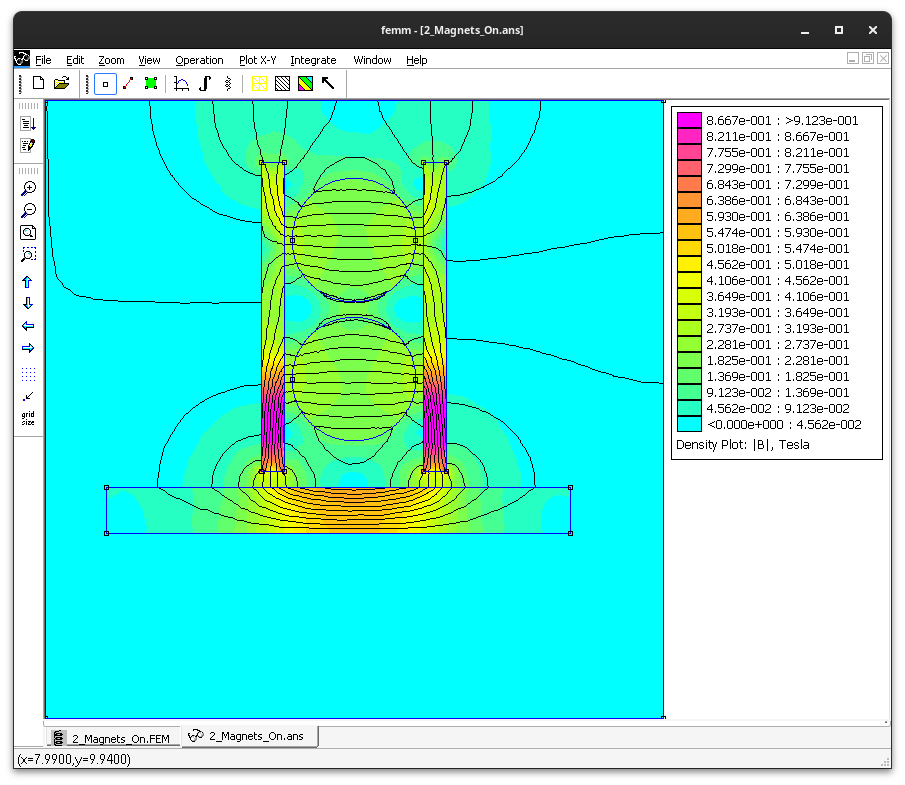 femm - [2_Magnets_On.ans]
File Edit Zoom View Operation Plot X-Y Integrate Window Help
8.667e-001 : >9.123e-001
8.211e-001 : 8.667e-001
7.755e-001 : 8.211e-001
7.299e-001 : 7.755e-001
6.843e-001 : 7.299e-001
6.386e-001 : 6.843e-001
5.930e-001 : 6.386e-001
5.474e-001 : 5.930e-001
5.018e-001 : 5.474e-001
4.562e-001 : 5.018e-001
4.106e-001 : 4.562e-001
3.649e-001 : 4.106e-001
3.193e-001 : 3.649e-001
2.737e-001 : 3.193e-001
2.281e-001 : 2.737e-001
1.825e-001 : 2.281e-001
1.369e-001 : 1.825e-001
9.123e-002 : 1.369e-001
4.562e-002 : 9.123e-002
<0.000e+000 : 4.562e-002
Density Plot: |B|, Tesla
grid
size
2_Magnets_On.FEM 2_Magnets_On.ans
(x=7.9900,y=9.9400)